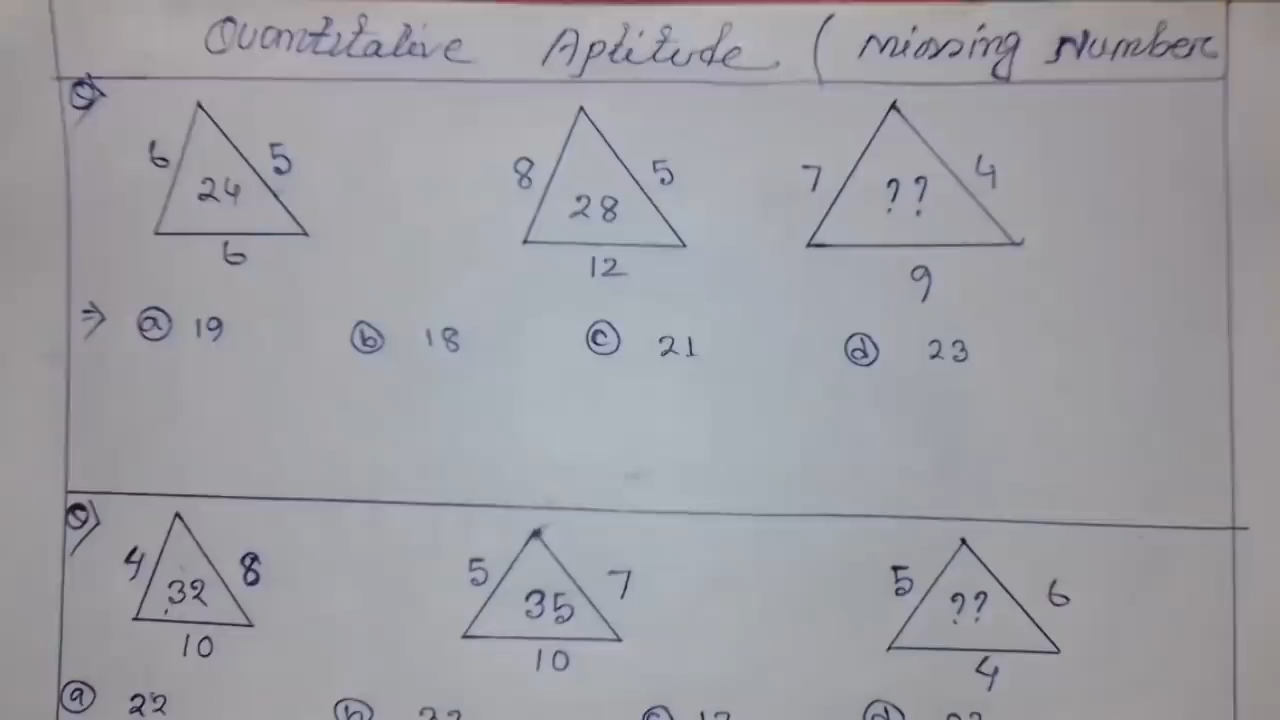 Quantitative Aptitude ( Missing Number
Q)
6 5 8 5 7 4
24 28 ??
6 12 9
⇒ (a) 19 (b) 18 (c) 21 (d) 23
Q)
4 8 5 7 5 6
32 35 ??
10 10 4
(a) 22 (b) (c) (d)